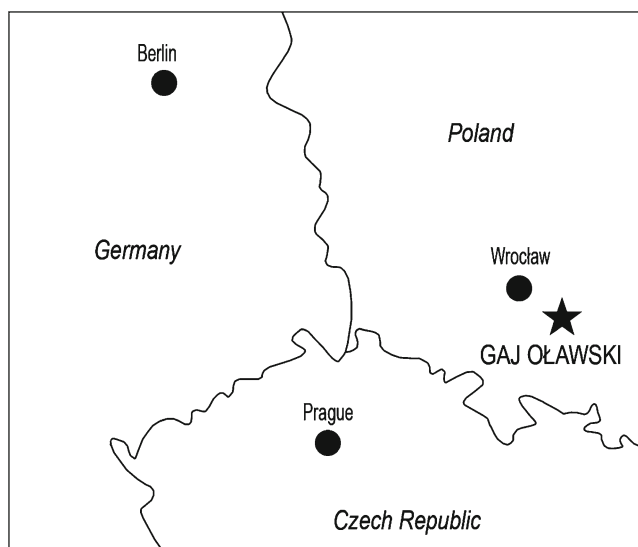 Berlin
Poland
Germany
Wrocław
GAJ OŁAWSKI
Prague
Czech Republic